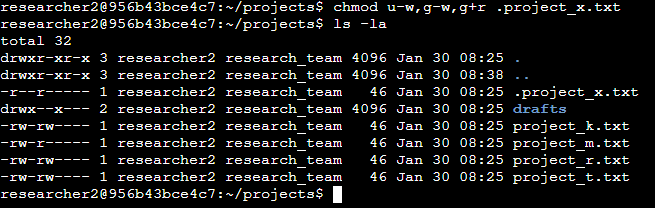 researcher2@956b43bce4c7:~/projects$ chmod u-w,g-w,g+r .project_x.txt
researcher2@956b43bce4c7:~/projects$ ls -la
total 32
drwxr-xr-x 3 researcher2 research_team 4096 Jan 30 08:25 .
drwxr-xr-x 3 researcher2 research_team 4096 Jan 30 08:38 ..
-r--r----- 1 researcher2 research_team   46 Jan 30 08:25 .project_x.txt
drwx--x--- 2 researcher2 research_team 4096 Jan 30 08:25 drafts
-rw-rw---- 1 researcher2 research_team   46 Jan 30 08:25 project_k.txt
-rw-r----- 1 researcher2 research_team   46 Jan 30 08:25 project_m.txt
-rw-rw---- 1 researcher2 research_team   46 Jan 30 08:25 project_r.txt
-rw-rw---- 1 researcher2 research_team   46 Jan 30 08:25 project_t.txt
researcher2@956b43bce4c7:~/projects$